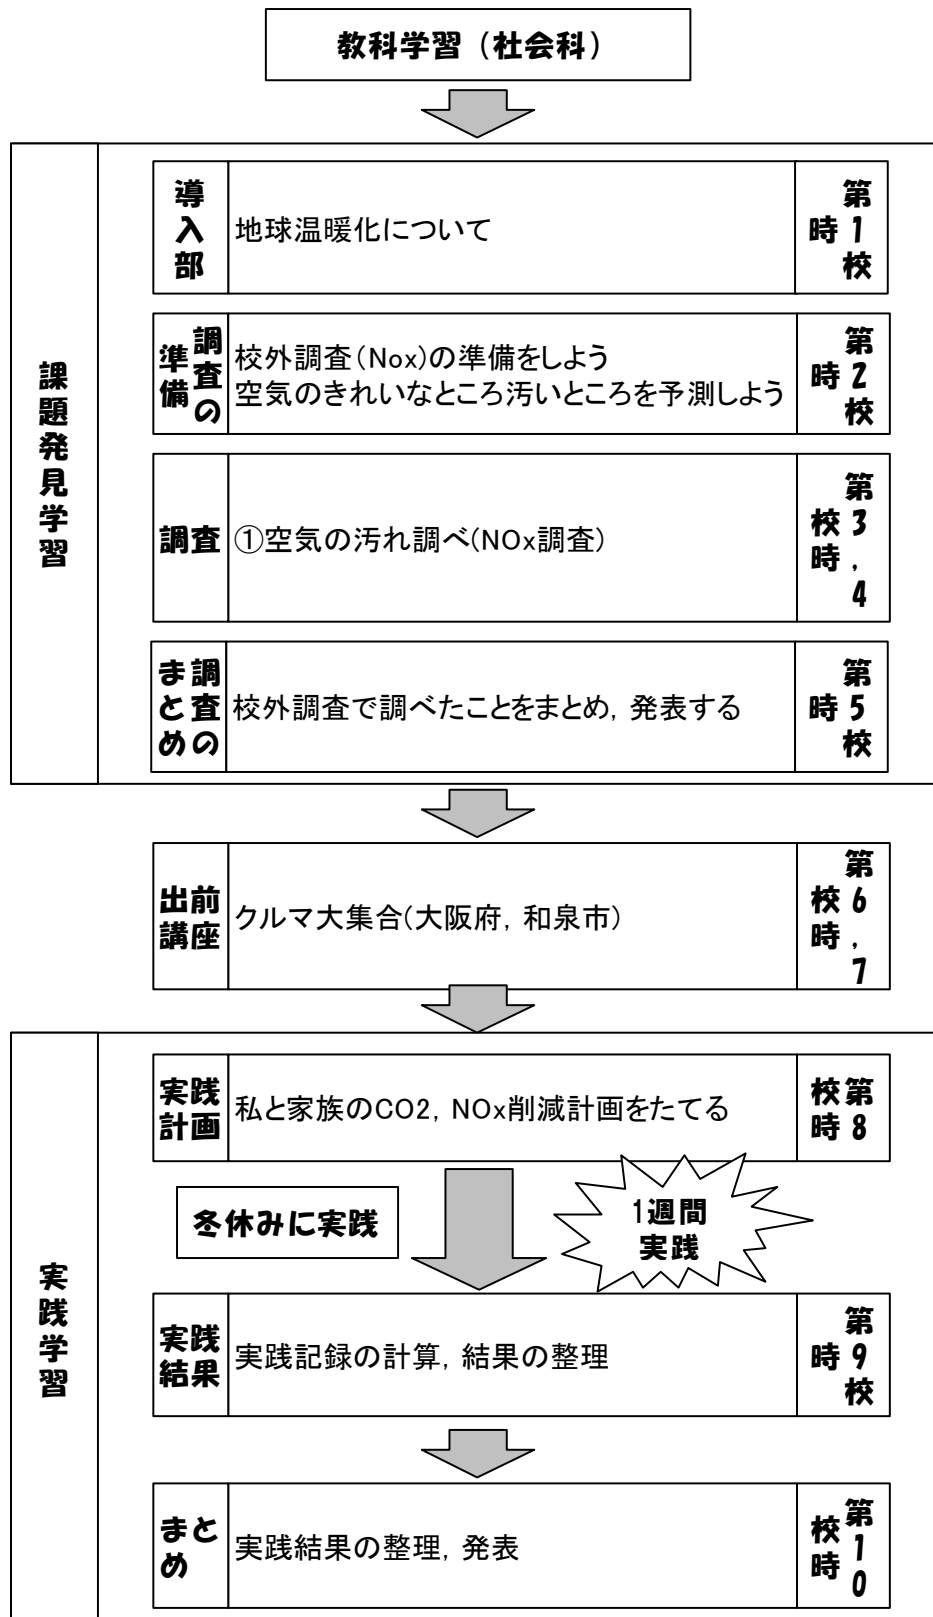 教科学習（社会科）
課題発見学習
導入部
地球温暖化について
第1校時
調査の準備
校外調査（Nox）の準備をしよう
空気のきれいなところ汚いところを予測しよう
第2校時
調査
①空気の汚れ調べ(NOx調査)
第3,4校時
調査のまとめ
校外調査で調べたことをまとめ，発表する
第5校時
出前
講座
クルマ大集合(大阪府，和泉市)
第6,7校時
実践学習
実践
計画
私と家族のCO2，NOx削減計画をたてる
第8校時
冬休みに実践
1週間
実践
実践
結果
実践記録の計算，結果の整理
第9校時
まと
め
実践結果の整理，発表
第10校時